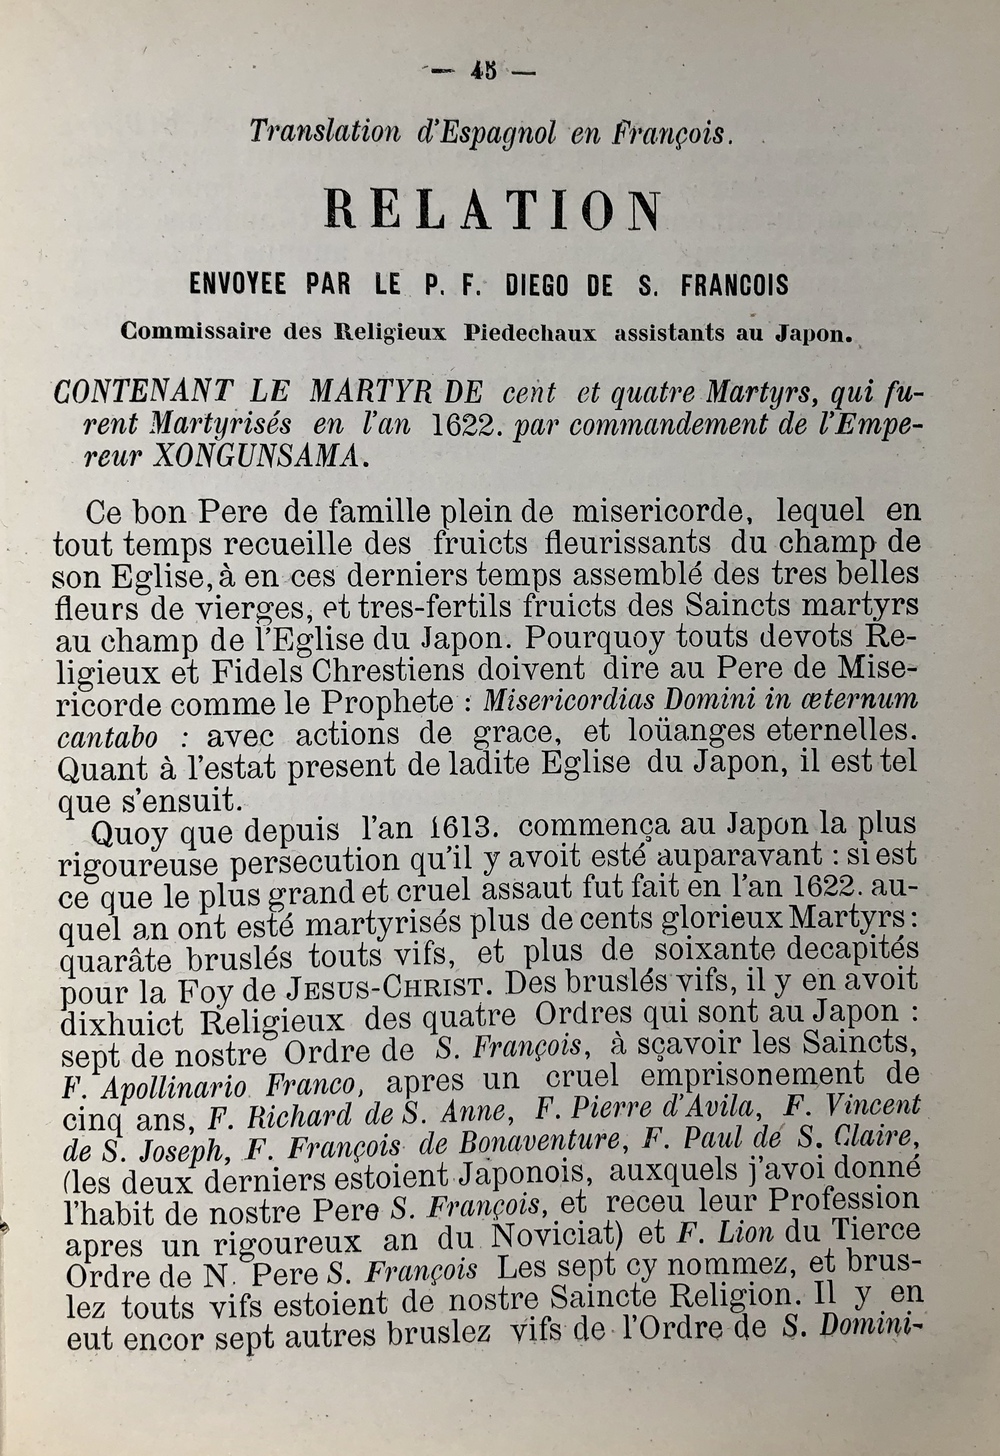 — 45 —
Translation d'Espagnol en François.
RELATION
ENVOYEE PAR LE P. F. DIEGO DE S. FRANCOIS
Commissaire des Religieux Piedechaux assistants au Japon.
CONTENANT LE MARTYR DE cent et quatre Martyrs, qui fu-
rent Martyrisés en l'an 1622. par commandement de l'Empe-
reur XONGUNSAMA.
Ce bon Pere de famille plein de misericorde, lequel en
tout temps recueille des fruicts fleurissants du champ de
son Eglise, à en ces derniers temps assemblé des tres belles
fleurs de vierges, et tres-fertils fruicts des Saincts martyrs
au champ de l'Eglise du Japon. Pourquoy touts devots Re-
ligieux et Fidels Chrestiens doivent dire au Pere de Mise-
ricorde comme le Prophete : Misericordias Domini in æternum
cantabo : avec actions de grace, et loüanges eternelles.
Quant à l'estat present de ladite Eglise du Japon, il est tel
que s'ensuit.
Quoy que depuis l'an 1613. commença au Japon la plus
rigoureuse persecution qu'il y avoit esté auparavant : si est
ce que le plus grand et cruel assaut fut fait en l'an 1622. au-
quel an ont esté martyrisés plus de cents glorieux Martyrs :
quarâte bruslés touts vifs, et plus de soixante decapités
pour la Foy de JESUS-CHRIST. Des bruslés vifs, il y en avoit
dixhuict Religieux des quatre Ordres qui sont au Japon :
sept de nostre Ordre de S. François, à sçavoir les Saincts,
F. Apollinario Franco, apres un cruel emprisonement de
cinq ans, F. Richard de S. Anne, F. Pierre d'Avila, F. Vincent
de S. Joseph, F. François de Bonaventure, F. Paul de S. Claire,
(les deux derniers estoient Japonois, auxquels j'avoi donné
l'habit de nostre Pere S. François, et receu leur Profession
apres un rigoureux an du Noviciat) et F. Lion du Tierce
Ordre de N. Pere S. François Les sept cy nommez, et brus-
lez touts vifs estoient de nostre Saincte Religion. Il y en
eut encor sept autres bruslez vifs de l'Ordre de S. Domini-